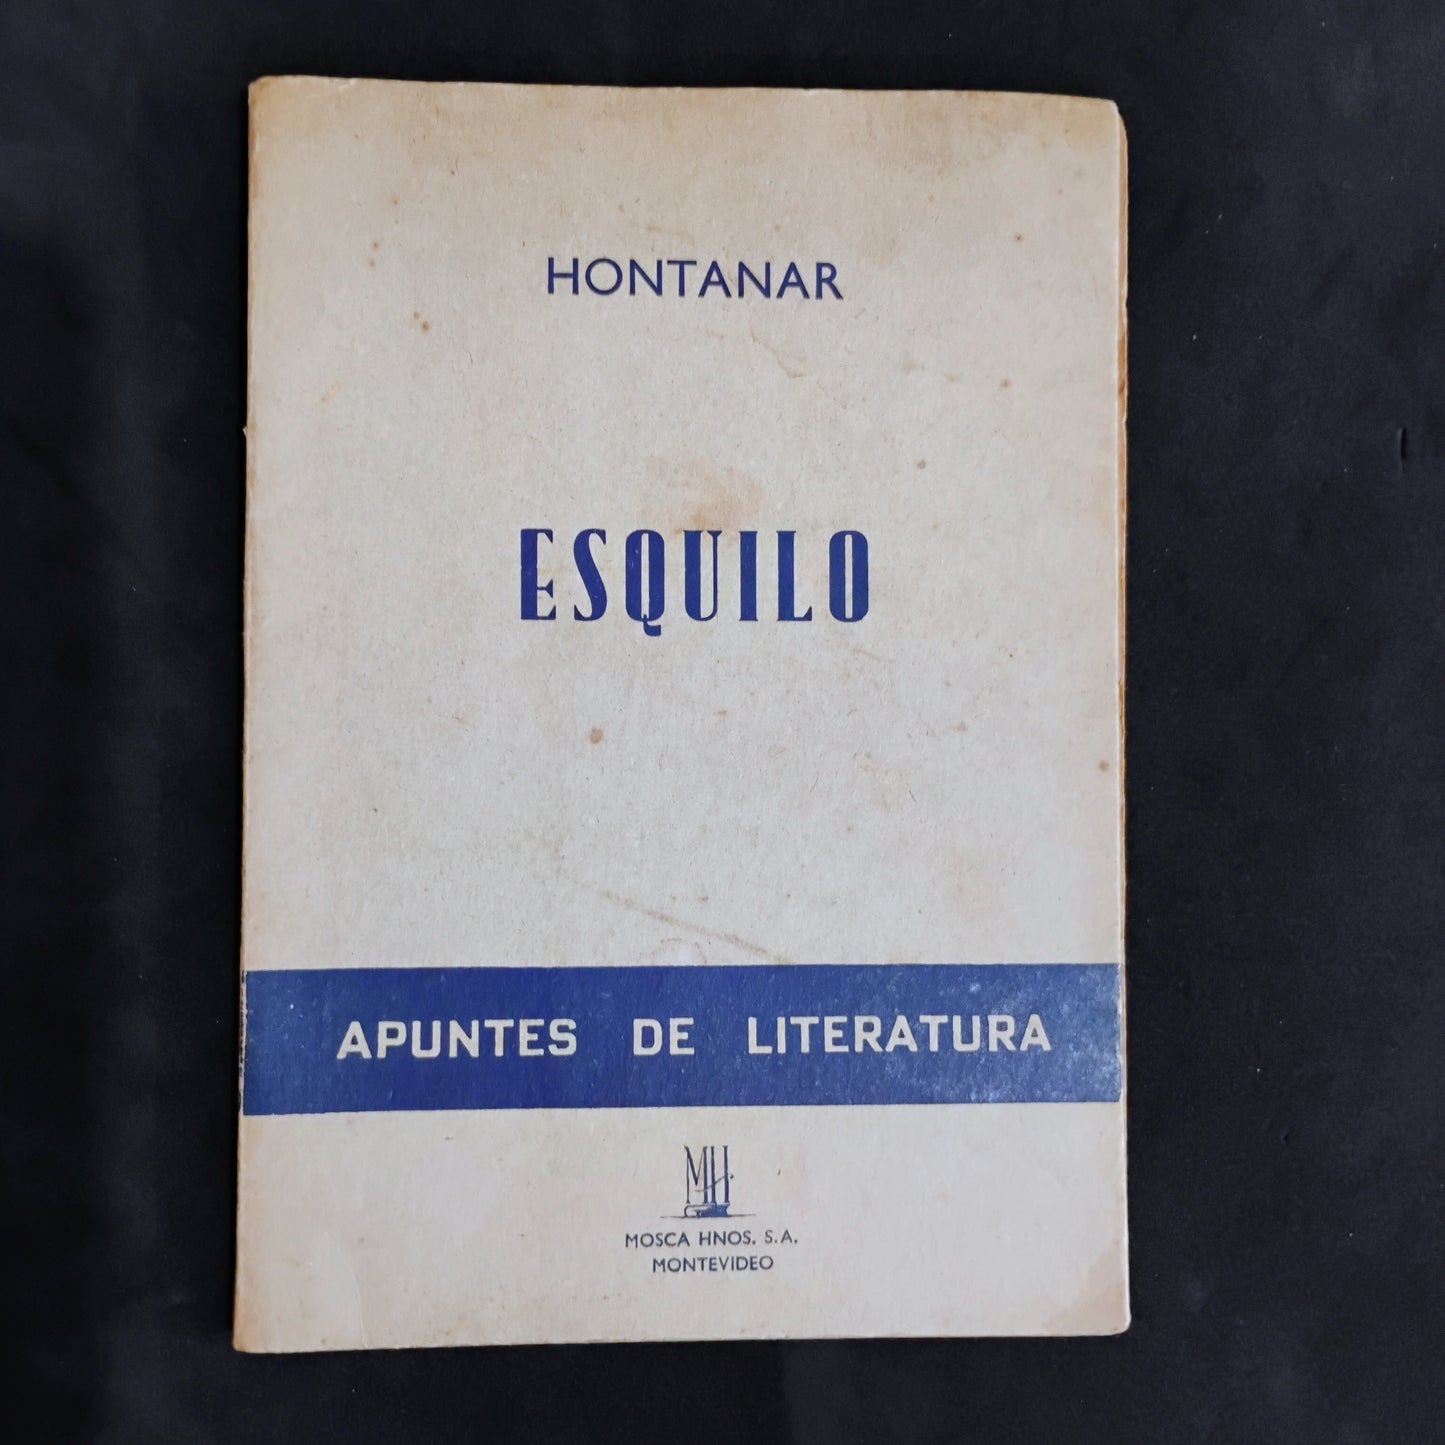 HONTANAR
ESQUILO
APUNTES DE LITERATURA
MH
MOSCA HNOS. S.A.
MONTEVIDEO